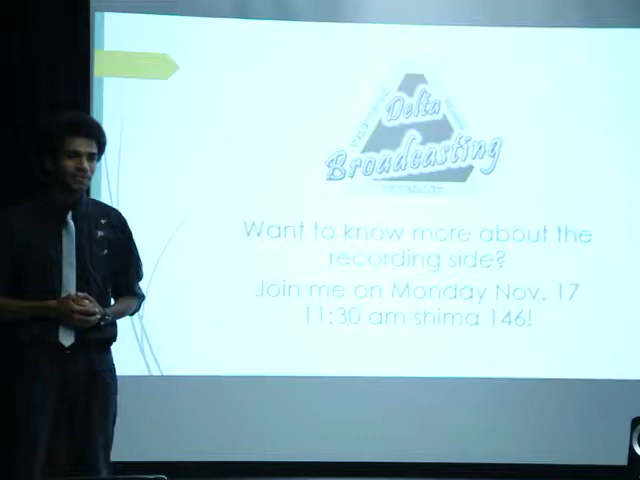 Delta
Broadcasting
Want to know more about the
recording side?
Join me on Monday Nov. 17
11:30 am shima 146!